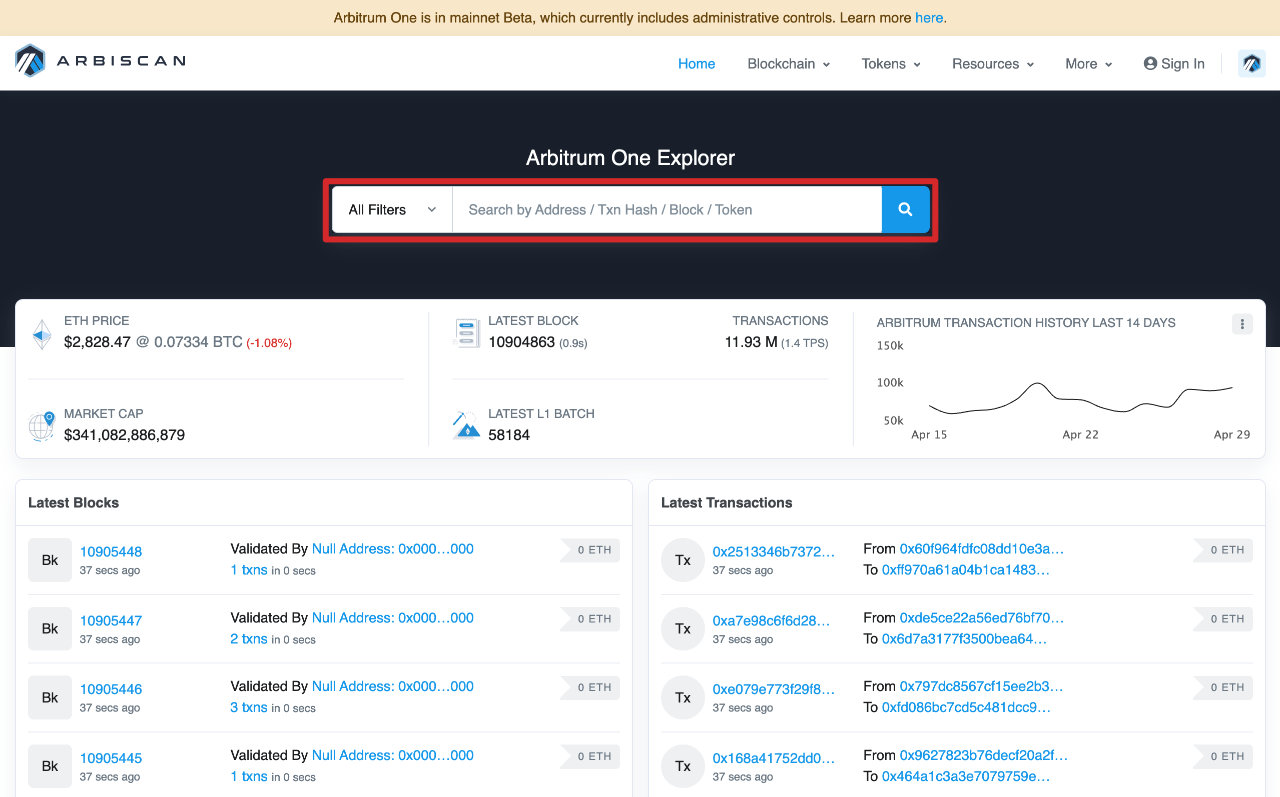 Arbitrum One is in mainnet Beta, which currently includes administrative controls. Learn more here.
ARBISCAN
Home Blockchain Tokens Resources More Sign In
Arbitrum One Explorer
All Filters Search by Address / Txn Hash / Block / Token
ETH PRICE
$2,828.47 @ 0.07334 BTC (-1.08%)
MARKET CAP
$341,082,886,879
LATEST BLOCK
10904863 (0.9s)
TRANSACTIONS
11.93 M (1.4 TPS)
LATEST L1 BATCH
58184
ARBITRUM TRANSACTION HISTORY LAST 14 DAYS
150k
100k
50k
Apr 15 Apr 22 Apr 29
Latest Blocks
Bk 10905448 Validated By Null Address: 0x000…000 0 ETH
37 secs ago 1 txns in 0 secs
Bk 10905447 Validated By Null Address: 0x000…000 0 ETH
37 secs ago 2 txns in 0 secs
Bk 10905446 Validated By Null Address: 0x000…000 0 ETH
37 secs ago 3 txns in 0 secs
Bk 10905445 Validated By Null Address: 0x000…000 0 ETH
37 secs ago 1 txns in 0 secs
Latest Transactions
Tx 0x2513346b7372… From 0x60f964fdfc08dd10e3a… 0 ETH
37 secs ago To 0xff970a61a04b1ca1483…
Tx 0xa7e98c6f6d28… From 0xde5ce22a56ed76bf70… 0 ETH
37 secs ago To 0x6d7a3177f3500bea64…
Tx 0xe079e773f29f8… From 0x797dc8567cf15ee2b3… 0 ETH
37 secs ago To 0xfd086bc7cd5c481dcc9…
Tx 0x168a41752dd0… From 0x9627823b76decf20a2f… 0 ETH
37 secs ago To 0x464a1c3a3e7079759e…